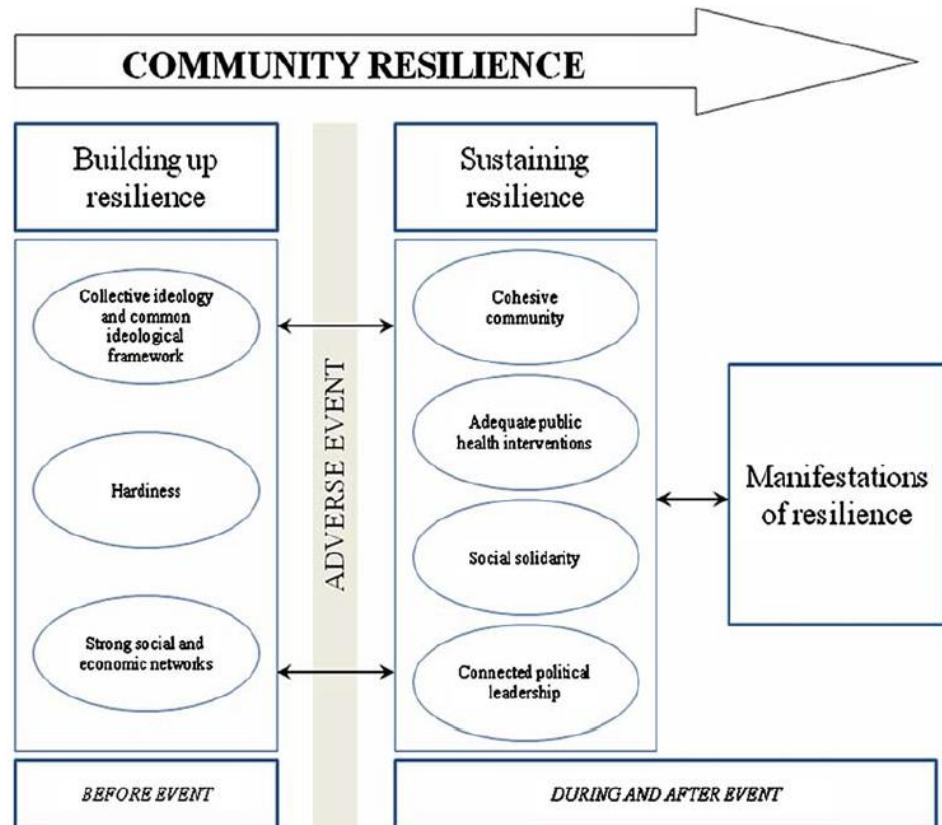 COMMUNITY RESILIENCE
Building up
resilience
Collective ideology
and common
ideological
framework
Hardiness
Strong social and
economic networks
BEFORE EVENT
ADVERSE EVENT
Sustaining
resilience
Cohesive
community
Adequate public
health interventions
Social solidarity
Connected political
leadership
Manifestations
of resilience
DURING AND AFTER EVENT